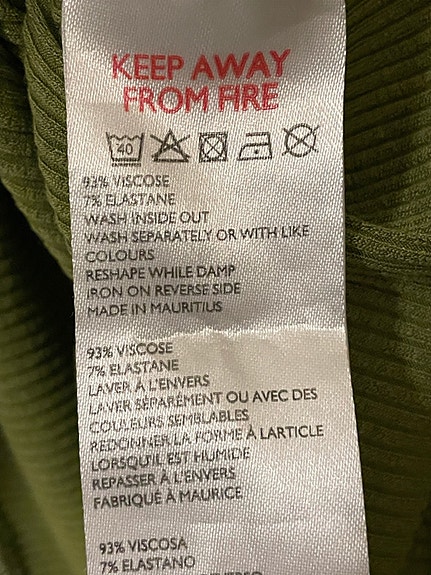 KEEP AWAY
FROM FIRE
40
93% VISCOSE
7% ELASTANE
WASH INSIDE OUT
WASH SEPARATELY OR WITH LIKE
COLOURS
RESHAPE WHILE DAMP
IRON ON REVERSE SIDE
MADE IN MAURITIUS
93% VISCOSE
7% ELASTANE
LAVER À L'ENVERS
LAVER SÉPARÉMENT OU AVEC DES
COULEURS SEMBLABLES
REDONNER LA FORME À LARTICLE
LORSQU'IL EST HUMIDE
REPASSER À L'ENVERS
FABRIQUÉ À MAURICE
93% VISCOSA
7% ELASTANO